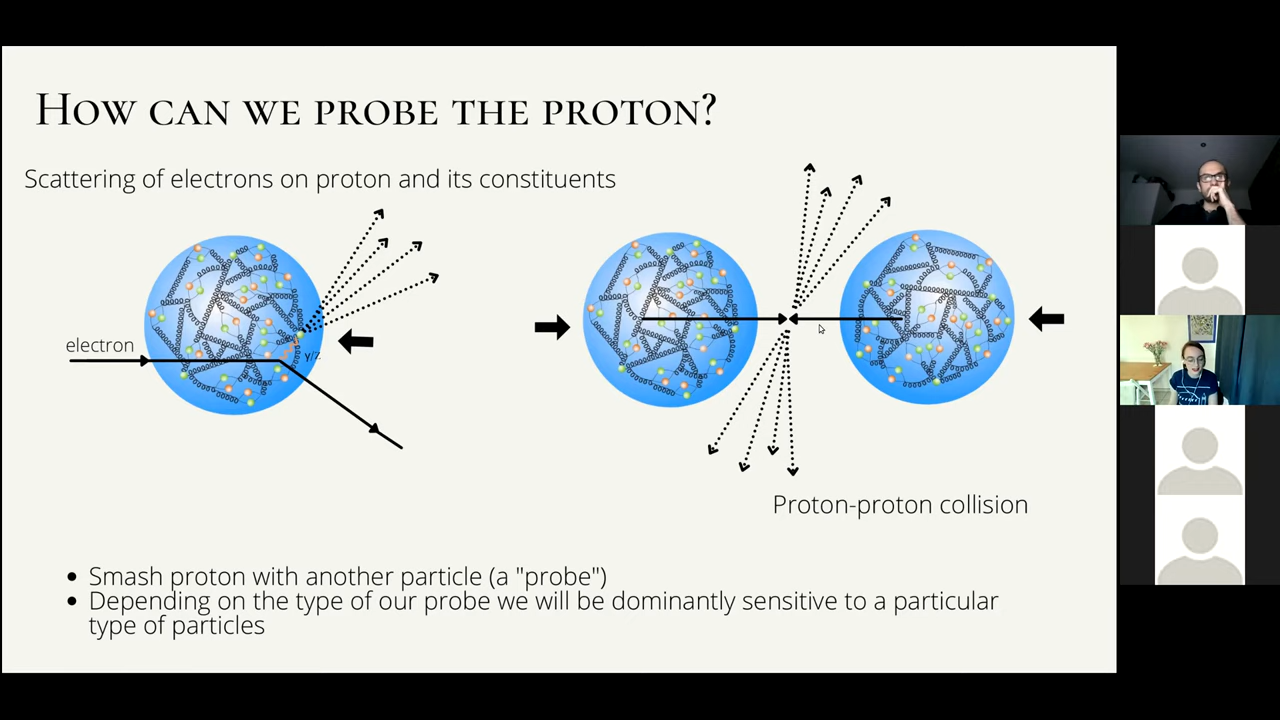 How can we probe the proton?
Scattering of electrons on proton and its constituents
electron
γ/Z
Proton-proton collision
• Smash proton with another particle (a "probe")
• Depending on the type of our probe we will be dominantly sensitive to a particular
type of particles